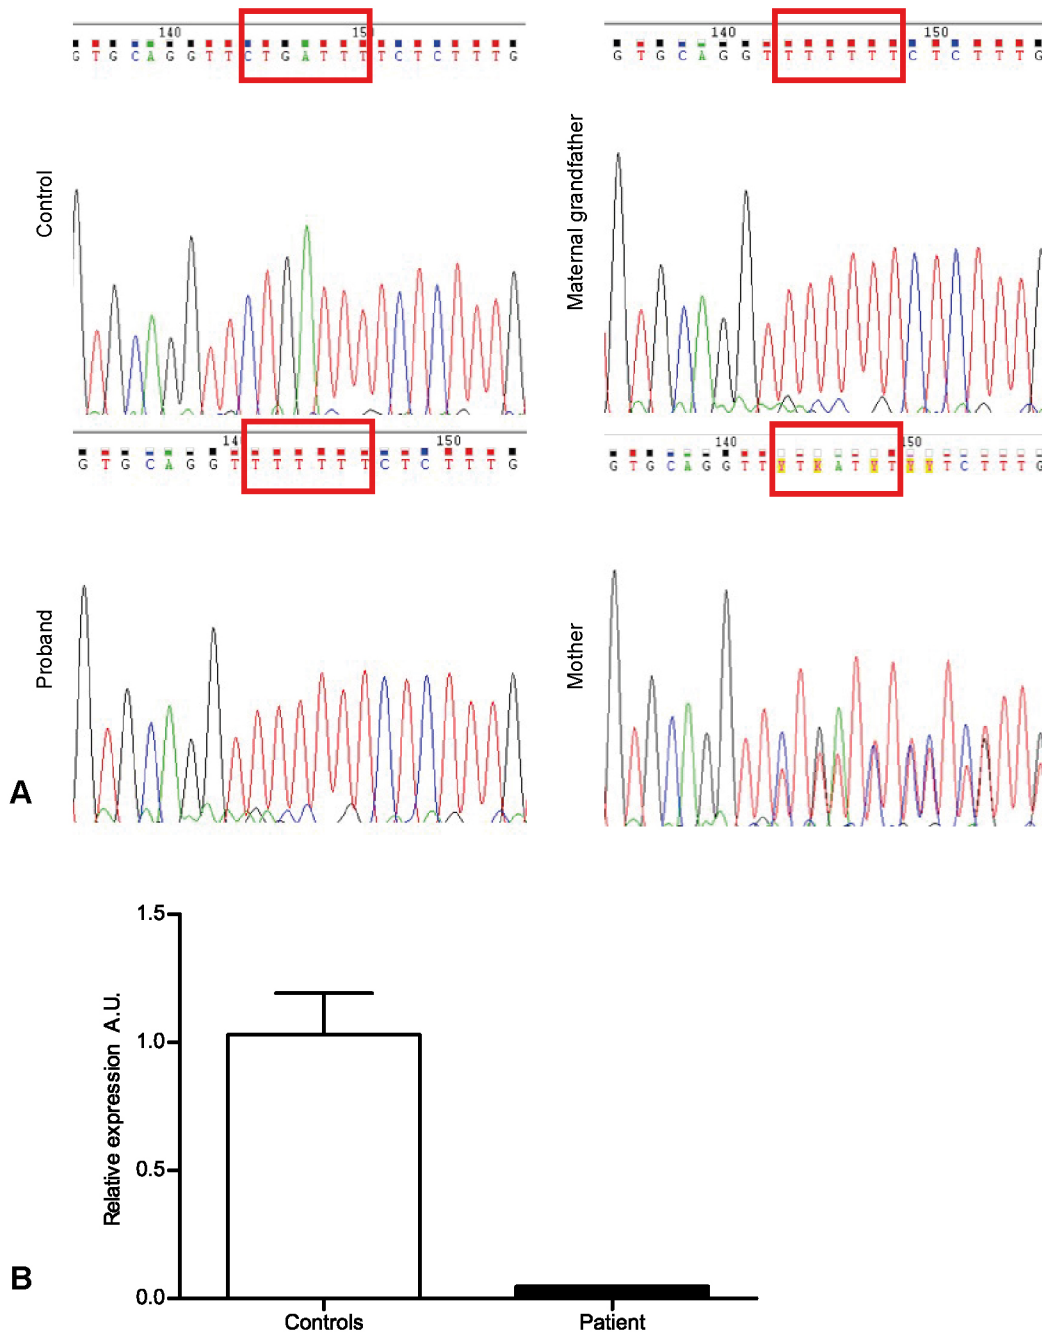 140 150
G T G C A G G T T C T G A T T T T C T C T T T G
Control
140 150
G T G C A G G T T T T T T T C T C T T T G
Maternal grandfather
140 150
G T G C A G G T T T T T T T C T C T T T G
Proband
140 150
G T G C A G G T T Y T K A T Y T Y Y T C T T T G
Mother
A
1.5
1.0
0.5
0.0
Relative expression A.U.
Controls Patient
B